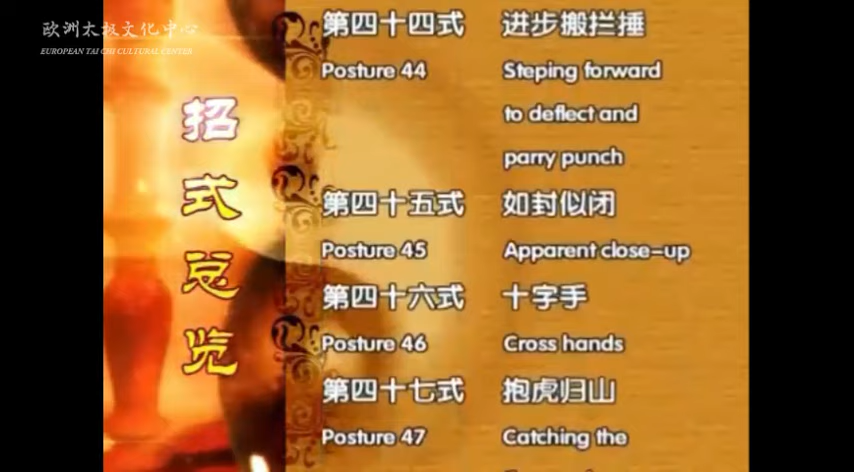 欧洲太极文化中心
EUROPEAN TAI CHI CULTURAL CENTER
招式总览
第四十四式 进步搬拦捶
Posture 44 Steping forward
to deflect and
parry punch
第四十五式 如封似闭
Posture 45 Apparent close-up
第四十六式 十字手
Posture 46 Cross hands
第四十七式 抱虎归山
Posture 47 Catching the